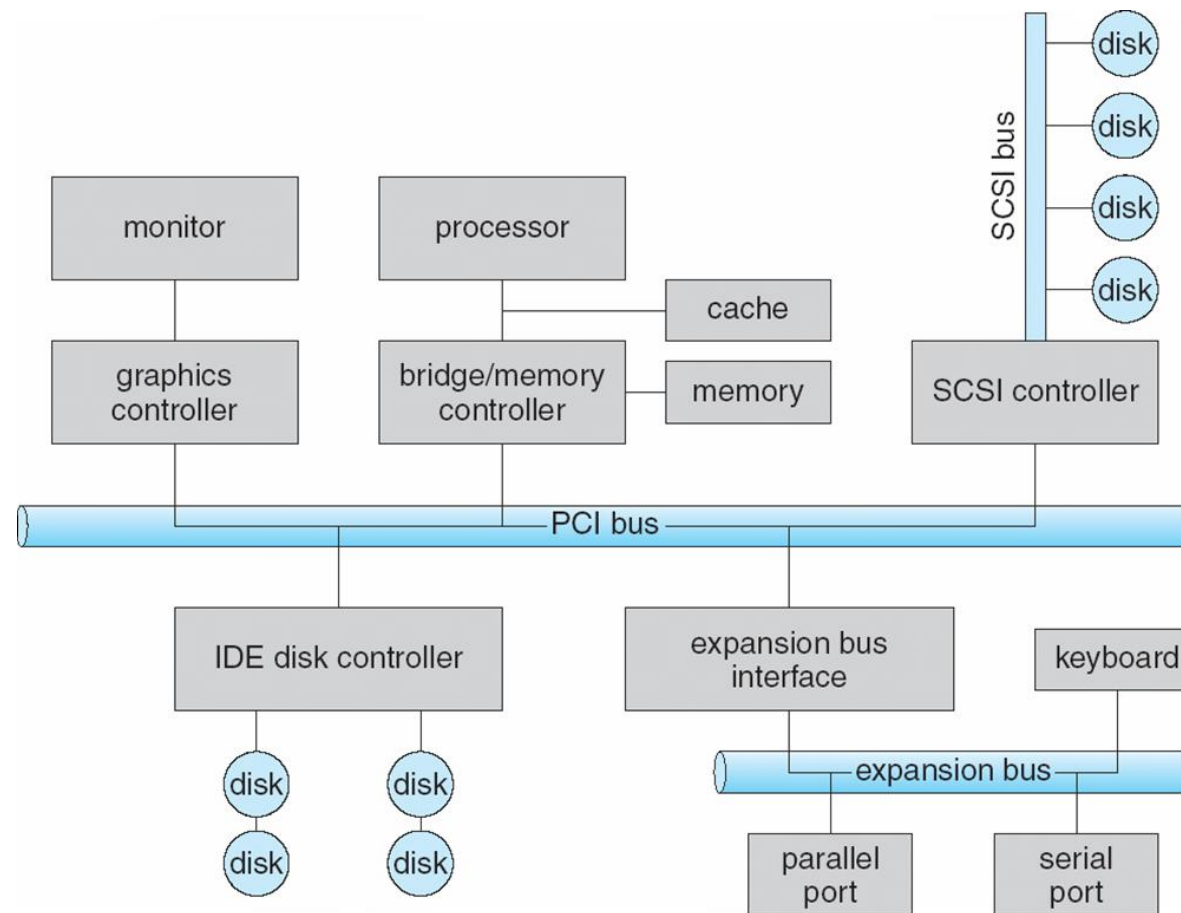 disk
disk
disk
disk
SCSI bus
monitor
processor
cache
graphics
controller
bridge/memory
controller
memory
SCSI controller
PCI bus
IDE disk controller
expansion bus
interface
keyboard
disk
disk
expansion bus
disk
disk
parallel
port
serial
port